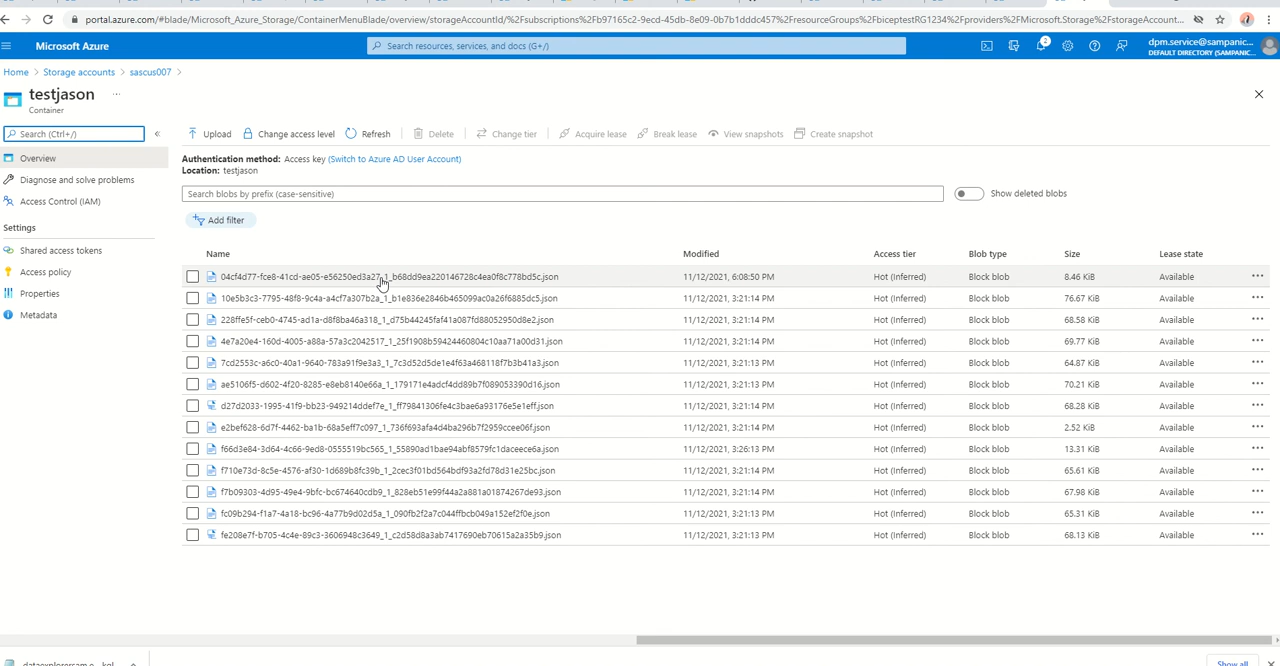 portal.azure.com/#blade/Microsoft_Azure_Storage/ContainerMenuBlade/overview/storageAccountId/%2Fsubscriptions%2Fb97165c2-9ecd-45db-8e09-0b7b1dddc457%2FresourceGroups%2Fbiceptest­RG1234%2Fproviders%2FMicrosoft.Storage%2FstorageAccount...
Microsoft Azure
Search resources, services, and docs (G+/)
2
dpm.service@sampanic...
DEFAULT DIRECTORY (SAMPANIC...
Home > Storage accounts > sascus007 >
testjason ...
Container
Search (Ctrl+/)
«
Upload Change access level Refresh Delete Change tier Acquire lease Break lease View snapshots Create snapshot
Overview
Diagnose and solve problems
Access Control (IAM)
Settings
Shared access tokens
Access policy
Properties
Metadata
Authentication method: Access key (Switch to Azure AD User Account)
Location: testjason
Search blobs by prefix (case-sensitive)
Show deleted blobs
Add filter
Name Modified Access tier Blob type Size Lease state
04cf4d77-fce8-41cd-ae05-e56250ed3a27_1_b68dd9ea220146728c4ea0f8c778bd5c.json 11/12/2021, 6:08:50 PM Hot (Inferred) Block blob 8.46 KiB Available ...
10e5b3c3-7795-48f8-9c4a-a4cf7a307b2a_1_b1e836e2846b465099ac0a26f6885dc5.json 11/12/2021, 3:21:14 PM Hot (Inferred) Block blob 76.67 KiB Available ...
228ffe5f-ceb0-4745-ad1a-d8f8ba46a318_1_d75b44245faf41a087fd88052950d8e2.json 11/12/2021, 3:21:14 PM Hot (Inferred) Block blob 68.58 KiB Available ...
4e7a20e4-160d-4005-a88a-57a3c2042517_1_25f1908b59424460804c10aa71a00d31.json 11/12/2021, 3:21:14 PM Hot (Inferred) Block blob 69.77 KiB Available ...
7cd2553c-a6c0-40a1-9640-783a91f9e3a3_1_7c3d52d5de1e4f63a468118f7b3b41a3.json 11/12/2021, 3:21:13 PM Hot (Inferred) Block blob 64.87 KiB Available ...
ae5106f5-d602-4f20-8285-e8eb8140e66a_1_179171e4adcf4dd89b7f089053390d16.json 11/12/2021, 3:21:14 PM Hot (Inferred) Block blob 70.21 KiB Available ...
d27d2033-1995-41f9-bb23-949214ddef7e_1_ff79841306fe4c3bae6a93176e5e1eff.json 11/12/2021, 3:21:14 PM Hot (Inferred) Block blob 68.28 KiB Available ...
e2bef628-6d7f-4462-ba1b-68a5eff7c097_1_736f693afa4d4ba296b7f2959ccee06f.json 11/12/2021, 3:21:14 PM Hot (Inferred) Block blob 2.52 KiB Available ...
f66d3e84-3d64-4c66-9ed8-0555519bc565_1_55890ad1bae94abf8579fc1daceece6a.json 11/12/2021, 3:26:13 PM Hot (Inferred) Block blob 13.31 KiB Available ...
f710e73d-8c5e-4576-af30-1d689b8fc39b_1_2cec3f01bd564bdf93a2fd78d31e25bc.json 11/12/2021, 3:21:14 PM Hot (Inferred) Block blob 65.61 KiB Available ...
f7b09303-4d95-49e4-9bfc-bc674640cdb9_1_828eb51e99f44a2a881a01874267de93.json 11/12/2021, 3:21:14 PM Hot (Inferred) Block blob 67.98 KiB Available ...
fc09b294-f1a7-4a18-bc96-4a77b9d02d5a_1_090fb2f2a7c044ffbcb049a152ef2f0e.json 11/12/2021, 3:21:13 PM Hot (Inferred) Block blob 65.31 KiB Available ...
fe208e7f-b705-4c4e-89c3-3606948c3649_1_c2d58d8a3ab7417690eb70615a2a35b9.json 11/12/2021, 3:21:13 PM Hot (Inferred) Block blob 68.13 KiB Available ...
Show all